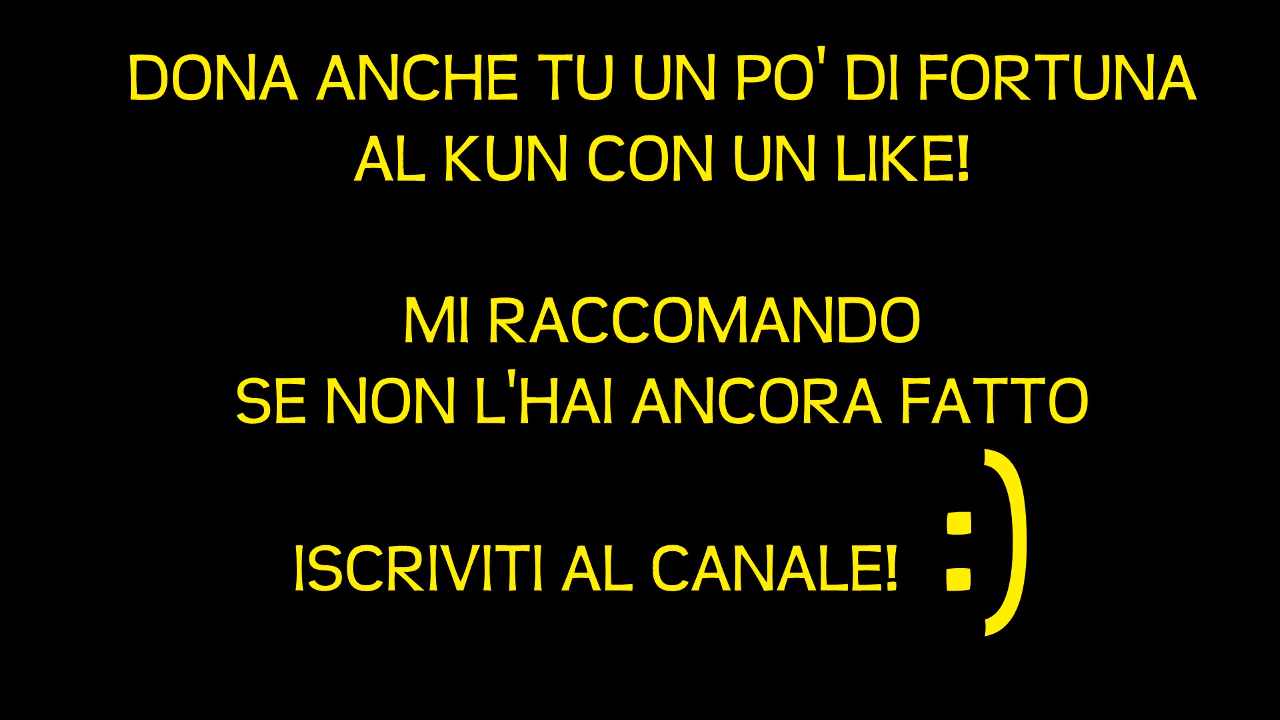 DONA ANCHE TU UN PO' DI FORTUNA
AL KUN CON UN LIKE!
MI RACCOMANDO
SE NON L'HAI ANCORA FATTO
ISCRIVITI AL CANALE! :)